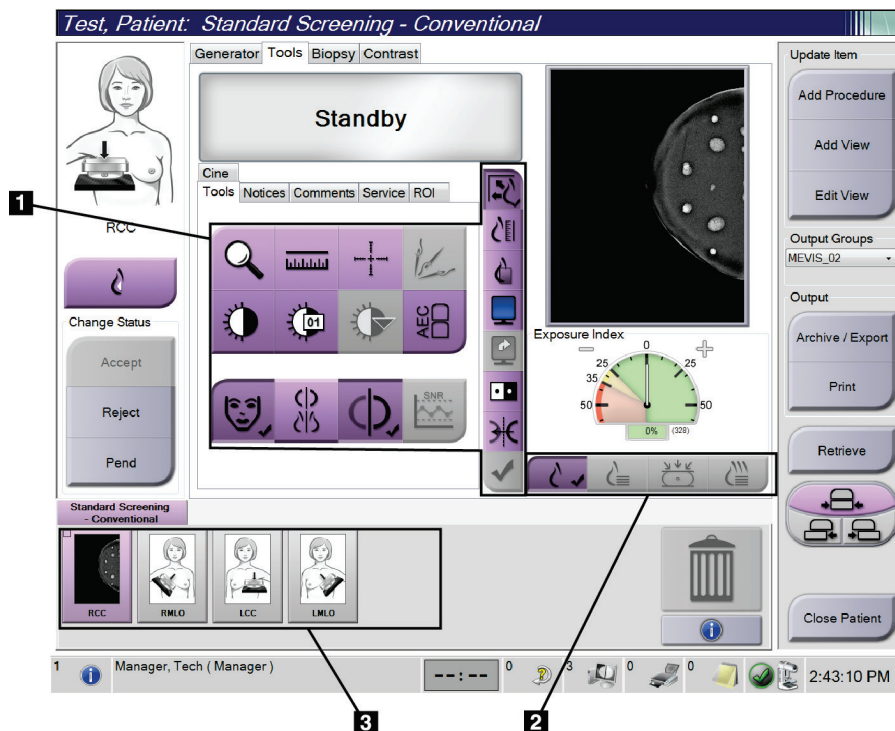 Test, Patient: Standard Screening - Conventional
Generator Tools Biopsy Contrast
Update Item
Add Procedure
Add View
Edit View
Standby
Cine
Tools Notices Comments Service ROI
1
RCC
01
AEC
SNR
Change Status
Accept
Reject
Pend
Exposure Index
0
25 25
35
50 50
0% (328)
Output Groups
MEVIS_02
Output
Archive / Export
Print
Retrieve
Standard Screening
- Conventional
RCC RMLO LCC LMLO
Close Patient
1 Manager, Tech ( Manager ) --:-- 0 3 0 0 2:43:10 PM
3 2